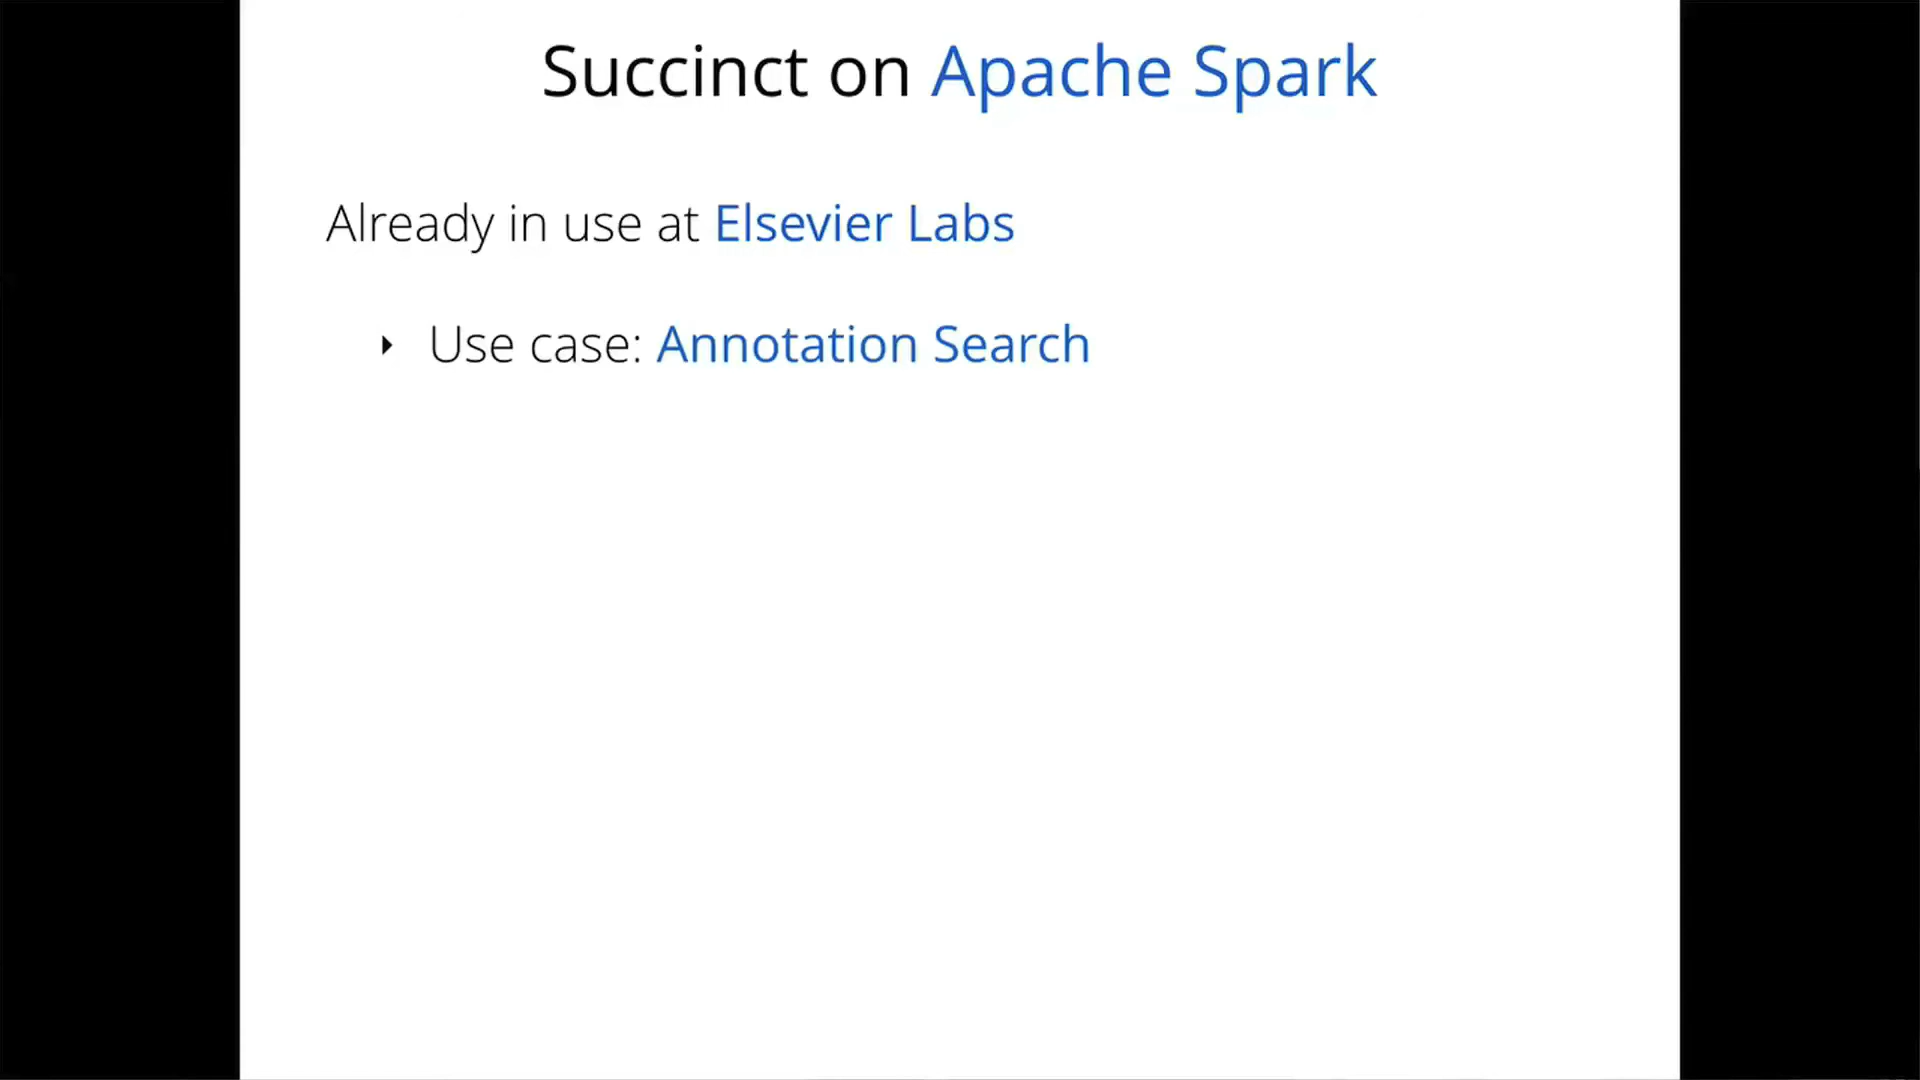 Succinct on Apache Spark
Already in use at Elsevier Labs
‣ Use case: Annotation Search